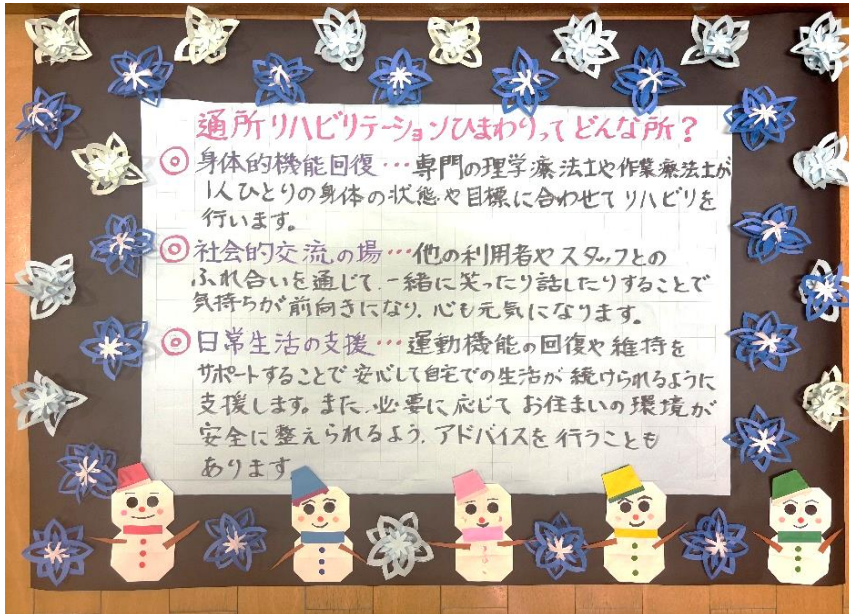 通所リハビリテーションひまわりってどんな所？
◎ 身体的機能回復…専門の理学療法士や作業療法士が
1人ひとりの身体の状態や目標に合わせてリハビリを
行います。
◎ 社会的交流の場…他の利用者やスタッフとの
ふれ合いを通じて、一緒に笑ったり話したりすることで
気持ちが前向きになり、心も元気になります。
◎ 日常生活の支援…運動機能の回復や維持を
サポートすることで安心して自宅での生活が続けられるように
支援します。また、必要に応じてお住まいの環境が
安全に整えられるよう、アドバイスを行うことも
あります